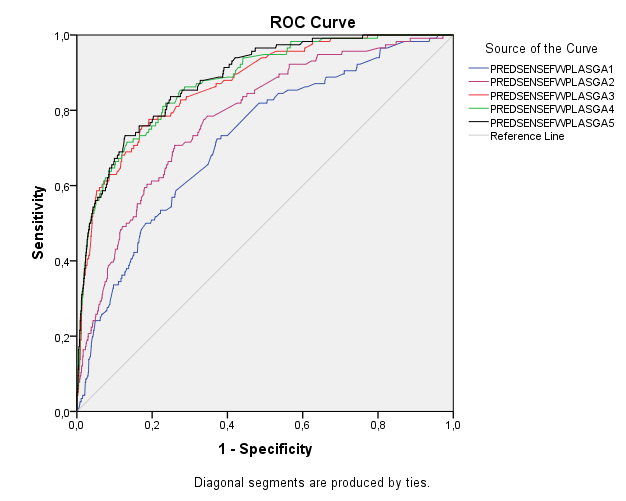 ROC Curve
1,0
0,8
0,6
0,4
0,2
0,0
Sensitivity
0,0 0,2 0,4 0,6 0,8 1,0
1 - Specificity
Source of the Curve
PREDSENSEFWPLASGA1
PREDSENSEFWPLASGA2
PREDSENSEFWPLASGA3
PREDSENSEFWPLASGA4
PREDSENSEFWPLASGA5
Reference Line
Diagonal segments are produced by ties.